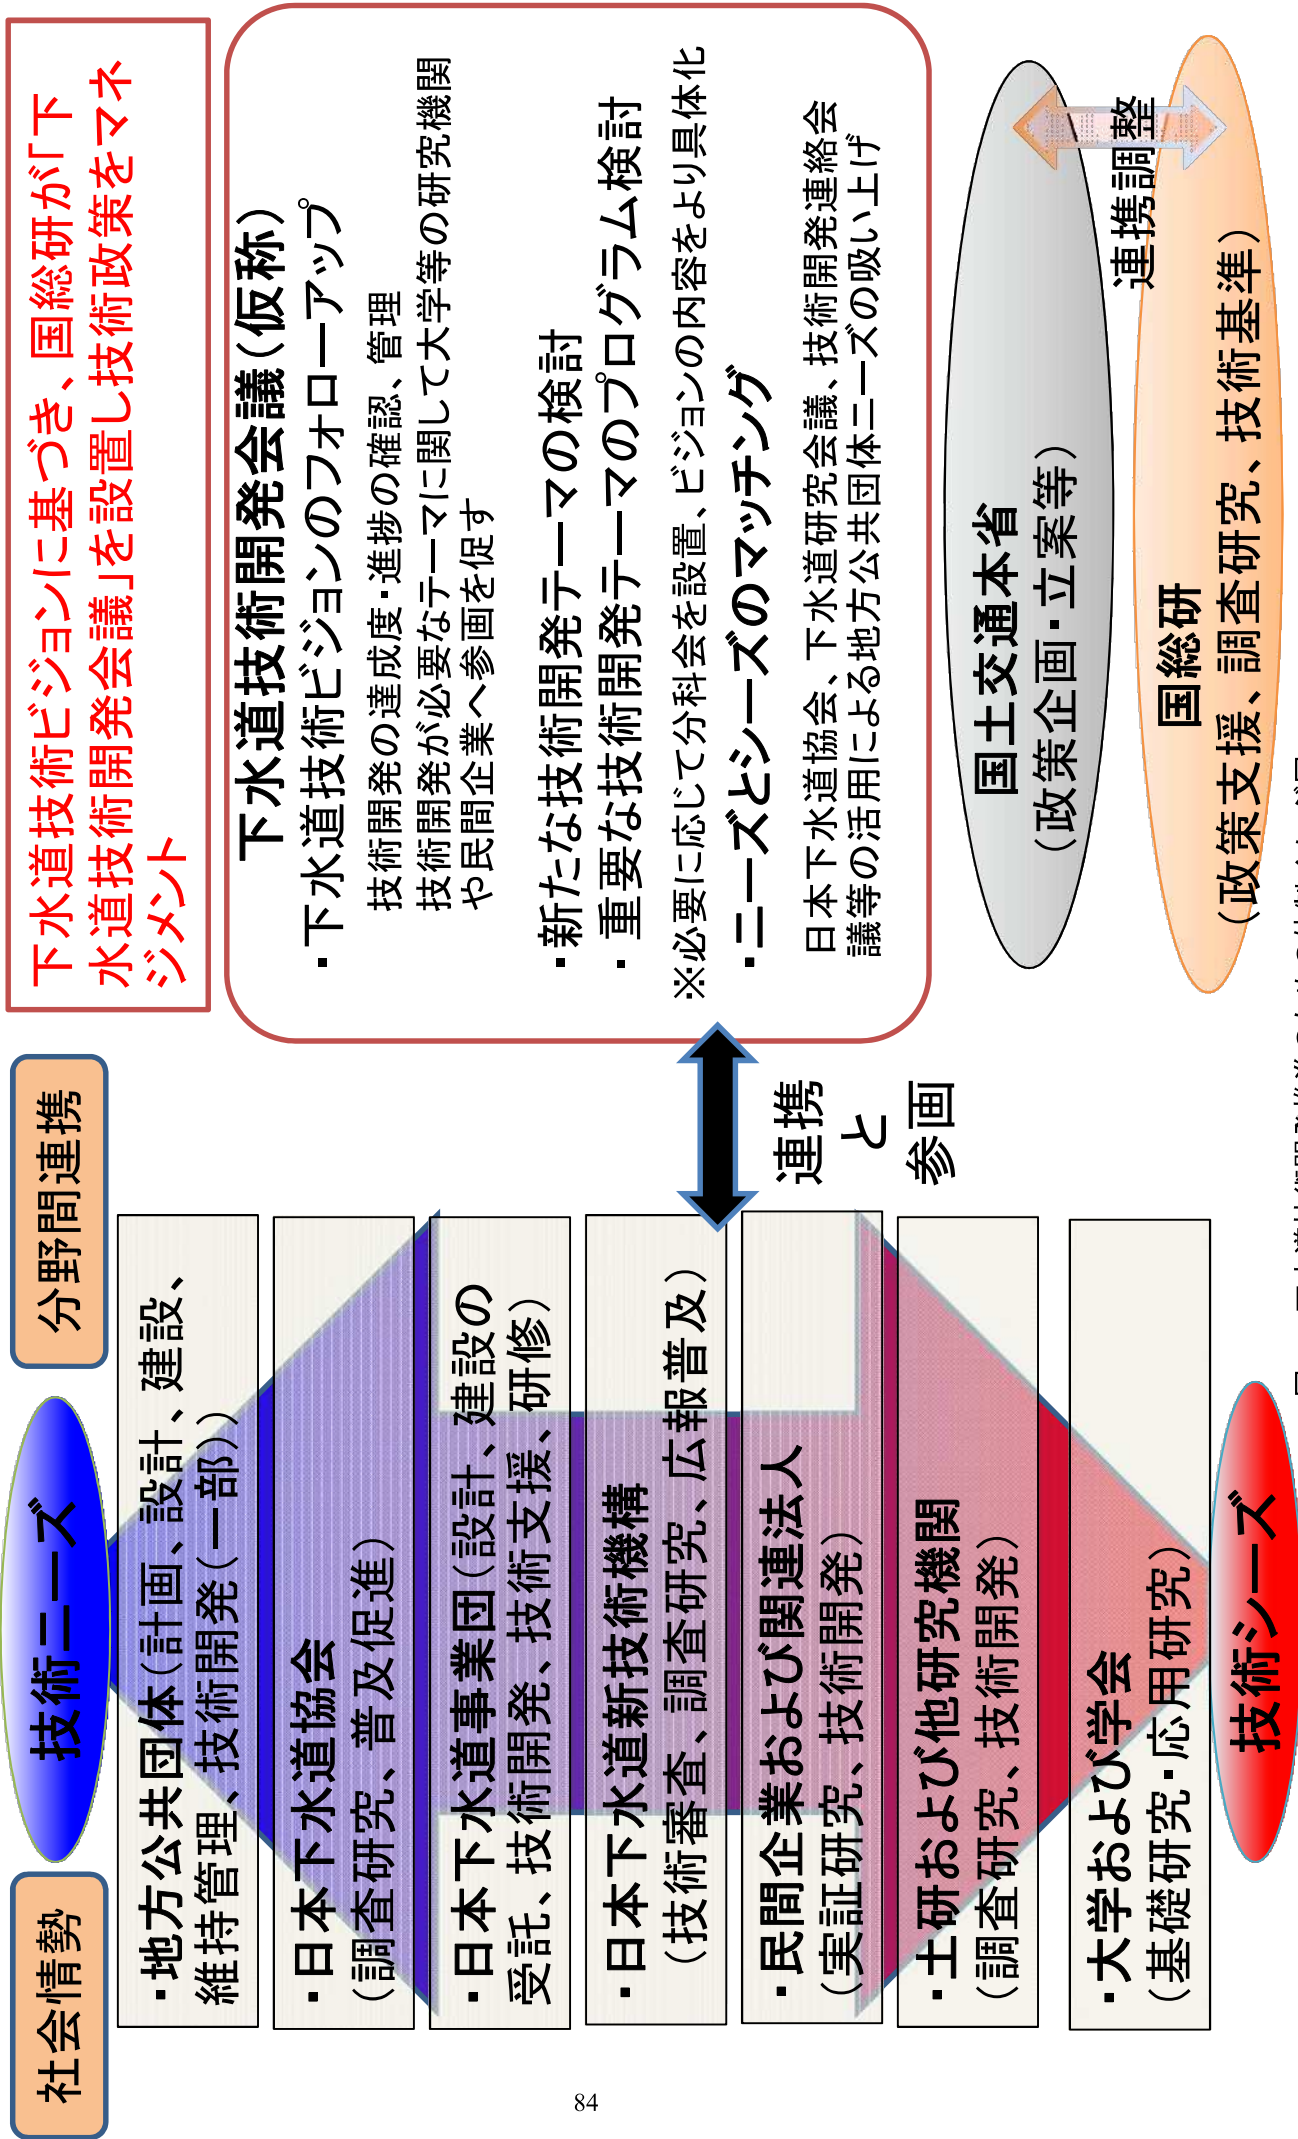 社会情勢
技術ニーズ
分野間連携
・地方公共団体（計画、設計、建設、
維持管理、技術開発（一部））
・日本下水道協会
（調査研究、普及促進）
・日本下水道事業団（設計、建設の
受託、技術開発、技術支援、研修）
・日本下水道新技術機構
（技術審査、調査研究、広報普及）
・民間企業および関連法人
（実証研究、技術開発）
・土研および他研究機関
（調査研究、技術開発）
・大学および学会
（基礎研究・応用研究）
技術シーズ
連携
と
参画
下水道技術ビジョンに基づき、国総研が「下
水道技術開発会議」を設置し技術政策をマネ
ジメント
下水道技術開発会議（仮称）
・下水道技術ビジョンのフォローアップ
技術開発の達成度・進捗の確認、管理
技術開発が必要なテーマに関して大学等の研究機関
や民間企業へ参画を促す
・新たな技術開発テーマの検討
・重要な技術開発テーマのプログラム検討
※必要に応じて分科会を設置、ビジョンの内容をより具体化
・ニーズとシーズのマッチング
日本下水道協会、下水道研究会議、技術開発連絡会
議等の活用による地方公共団体ニーズの吸い上げ
国土交通本省
（政策企画・立案等）
連携調整
国総研
（政策支援、調査研究、技術基準）
84